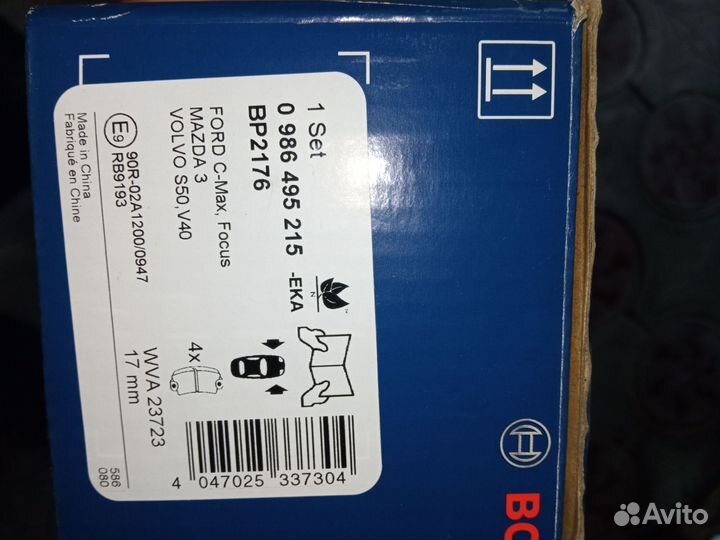 1 Set
0 986 495 215 -EKA
BP2176
N
FORD C-Max, Focus
MAZDA 3
VOLVO S50,V40
4x
E9 90R-02A1200/0947
RB9193
WVA 23723
17 mm
Made in China
Fabriqué en Chine
586
080
4 047025 337304
BO
Avito